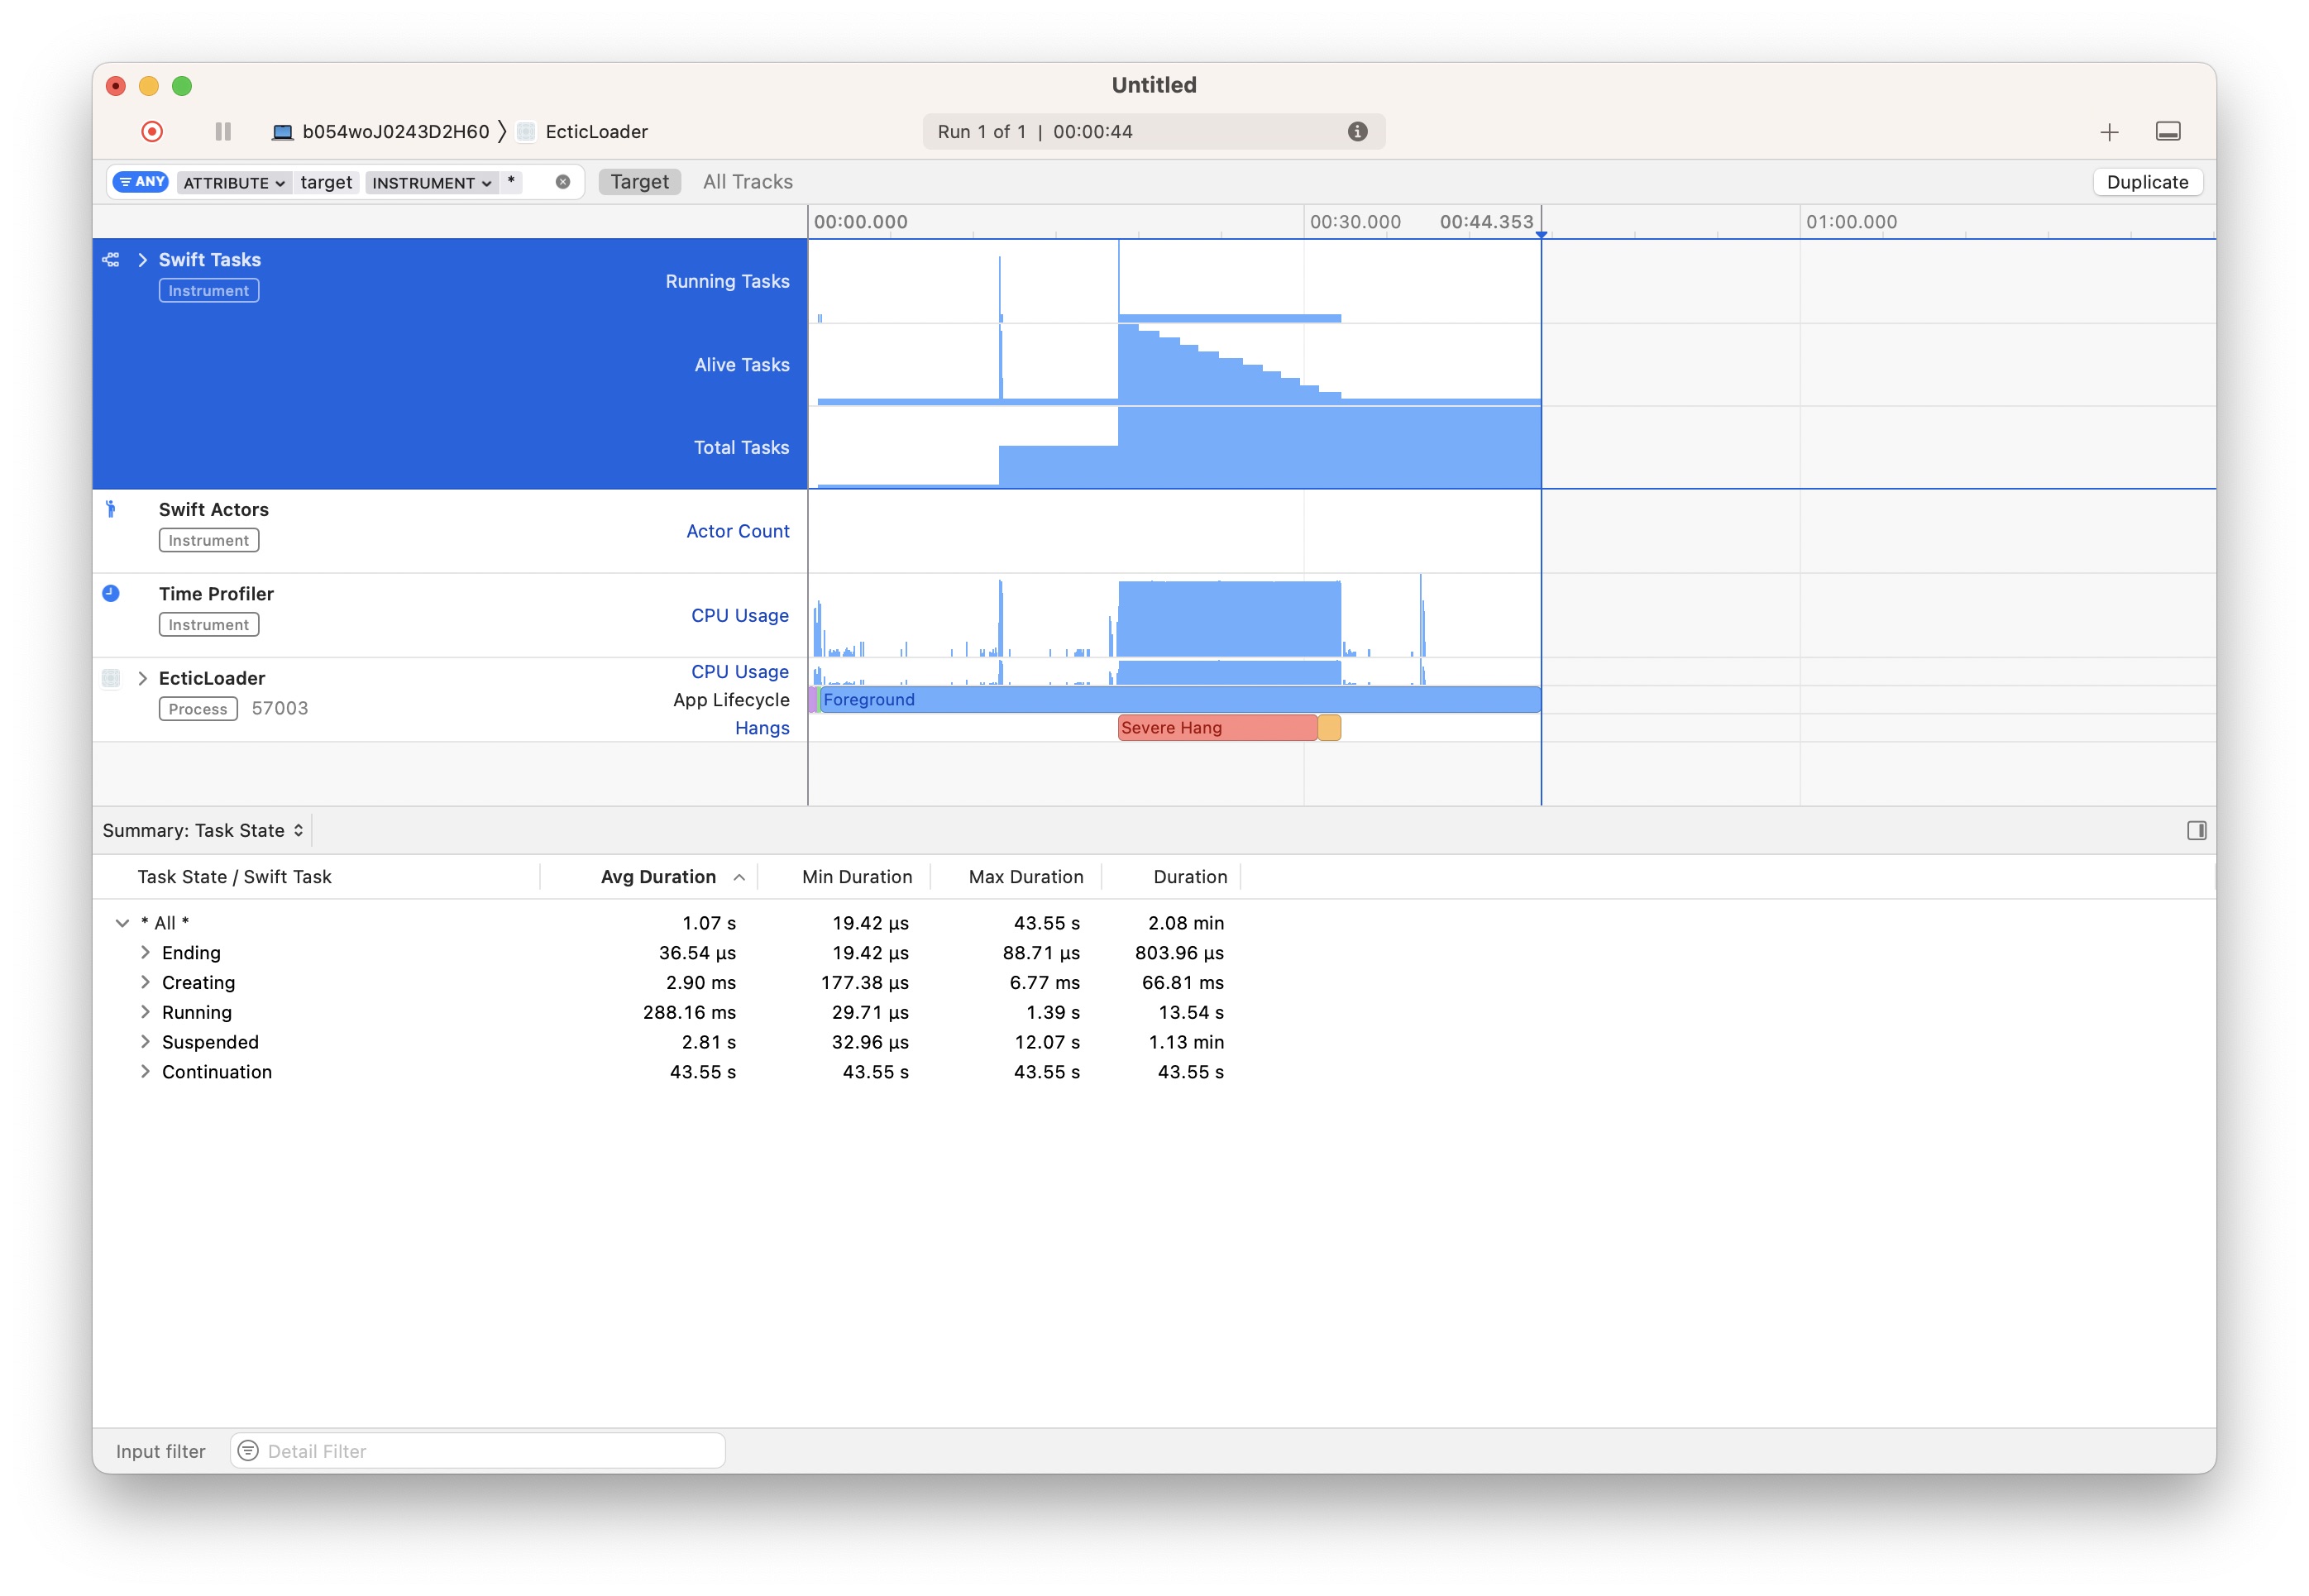 Untitled
b054woJ0243D2H60 〉 EcticLoader Run 1 of 1 | 00:00:44
ANY ATTRIBUTE target INSTRUMENT * Target All Tracks Duplicate
00:00.000 00:30.000 00:44.353 01:00.000
Swift Tasks
Instrument
Running Tasks
Alive Tasks
Total Tasks
Swift Actors
Instrument
Actor Count
Time Profiler
Instrument
CPU Usage
EcticLoader
Process 57003
CPU Usage
App Lifecycle Foreground
Hangs Severe Hang
Summary: Task State
Task State / Swift Task Avg Duration Min Duration Max Duration Duration
* All * 1.07 s 19.42 µs 43.55 s 2.08 min
Ending 36.54 µs 19.42 µs 88.71 µs 803.96 µs
Creating 2.90 ms 177.38 µs 6.77 ms 66.81 ms
Running 288.16 ms 29.71 µs 1.39 s 13.54 s
Suspended 2.81 s 32.96 µs 12.07 s 1.13 min
Continuation 43.55 s 43.55 s 43.55 s 43.55 s
Input filter Detail Filter